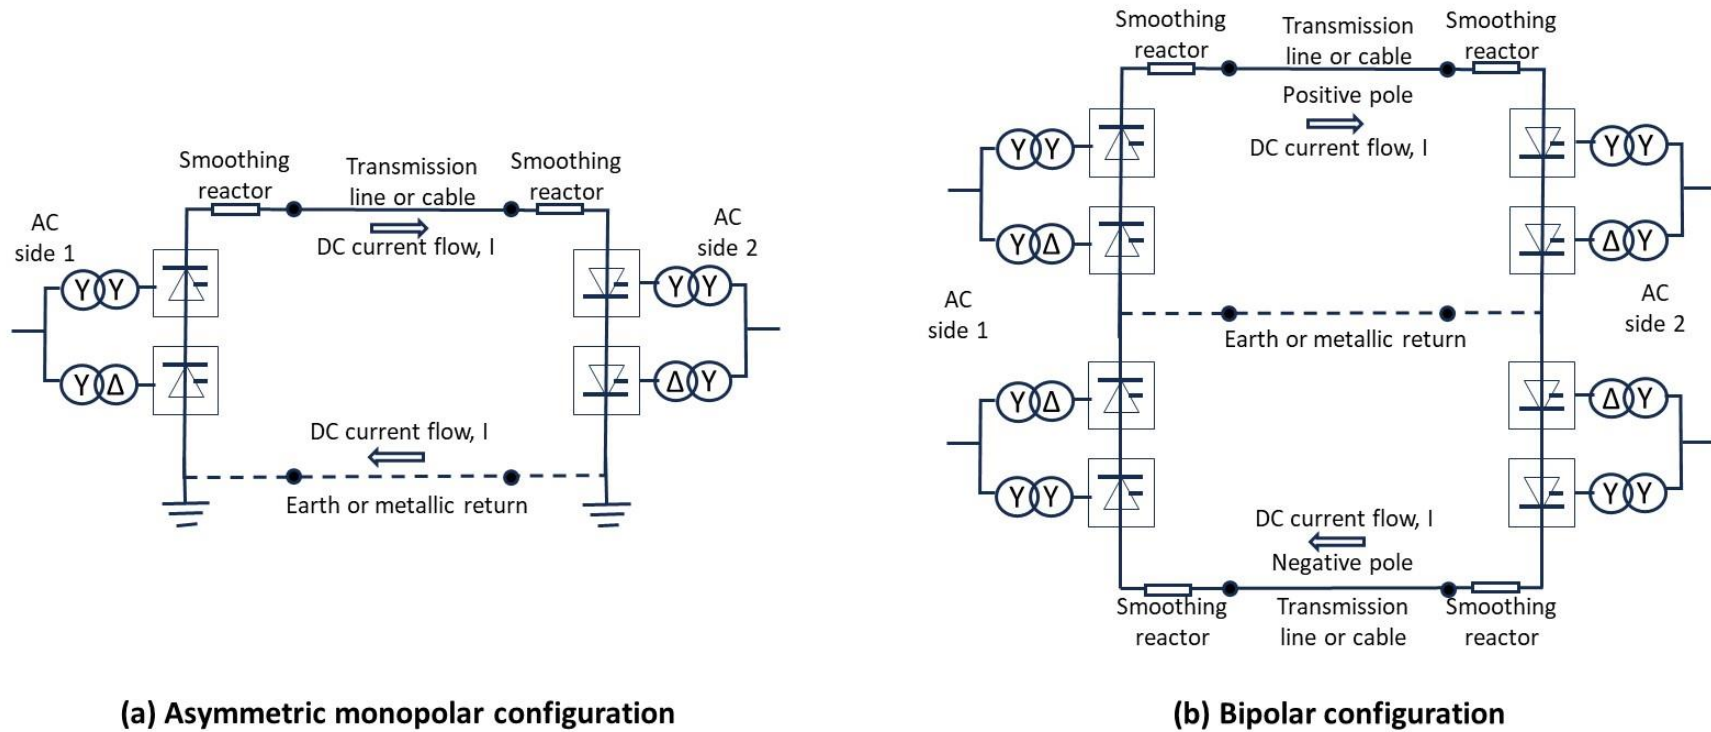 Smoothing
reactor
Transmission
line or cable
Smoothing
reactor
DC current flow, I
AC
side 1
AC
side 2
Y Y
Y Y
Y Δ
Δ Y
DC current flow, I
Earth or metallic return
(a) Asymmetric monopolar configuration
Smoothing
reactor
Transmission
line or cable
Smoothing
reactor
Positive pole
DC current flow, I
Y Y
Y Y
Y Δ
Δ Y
AC
side 1
AC
side 2
Earth or metallic return
Y Δ
Δ Y
Y Y
Y Y
DC current flow, I
Negative pole
Smoothing
reactor
Transmission
line or cable
Smoothing
reactor
(b) Bipolar configuration